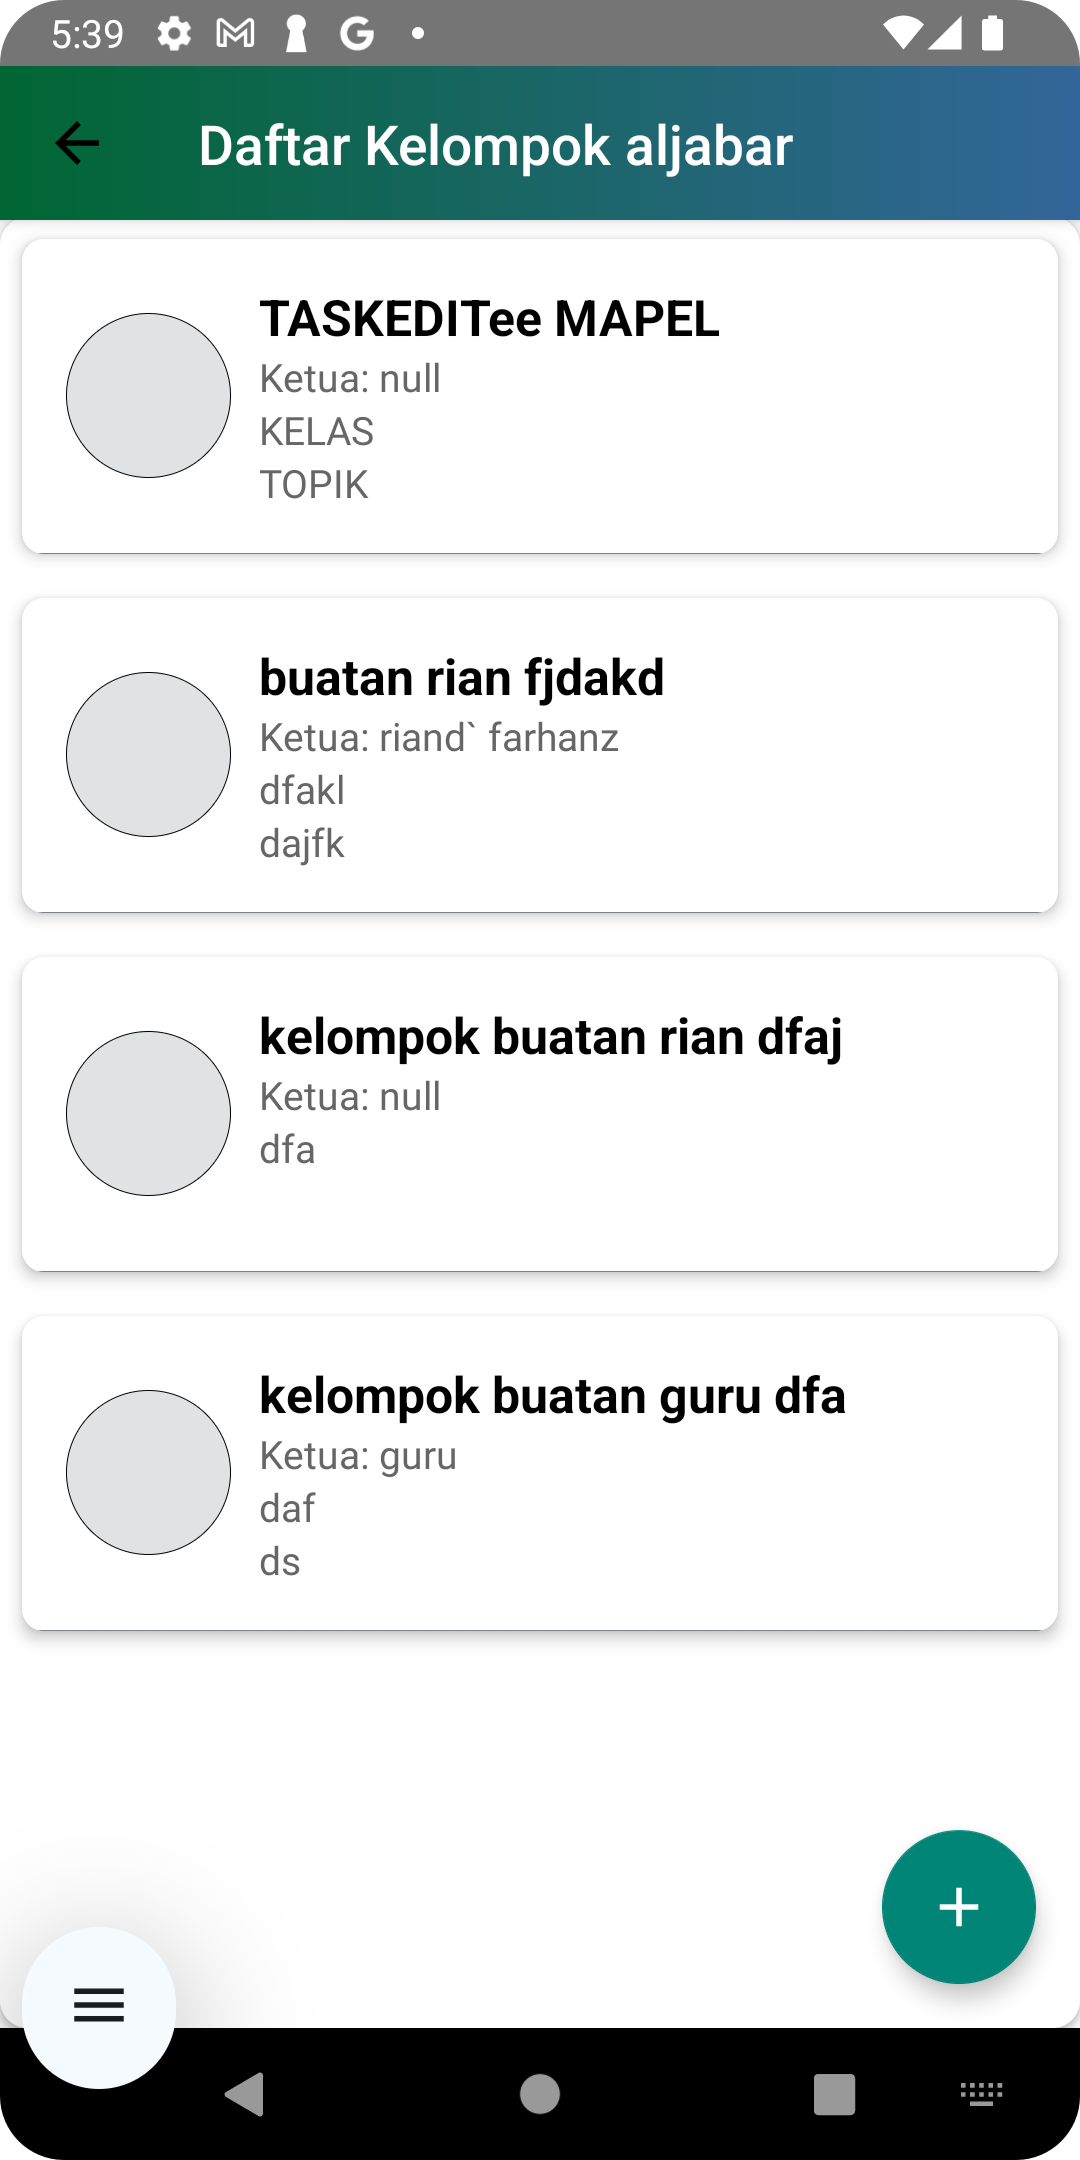 5:39
Daftar Kelompok aljabar
TASKEDITee MAPEL
Ketua: null
KELAS
TOPIK
buatan rian fjdakd
Ketua: riand` farhanz
dfakl
dajfk
kelompok buatan rian dfaj
Ketua: null
dfa
kelompok buatan guru dfa
Ketua: guru
daf
ds